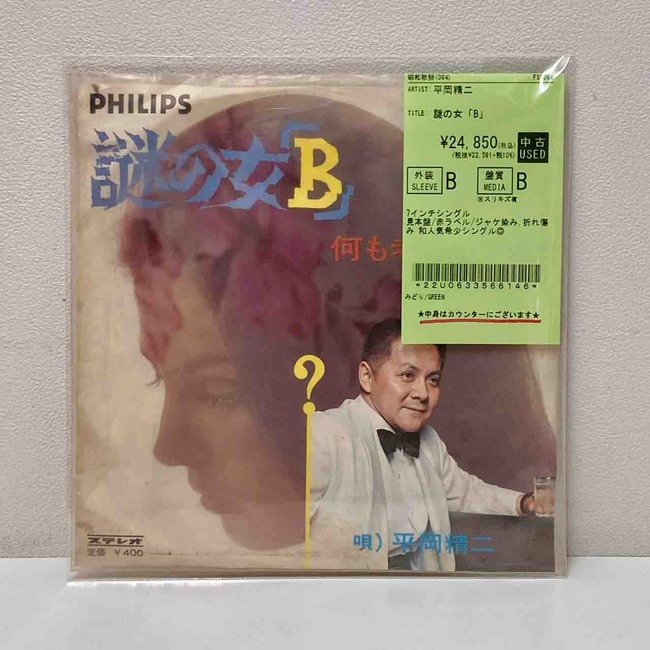 PHILIPS
謎の女「B」
何も
?
唄) 平岡精二
ステレオ
定価 ¥400
昭和歌謡(D04)
ARTIST: 平岡精二
TITLE: 謎の女「B」
¥24,850(税込)
(税抜¥22,591+税10%)
中古
USED
外装
SLEEVE
B
盤質
MEDIA
B
※スリキズ有
7インチシングル
見本盤/赤ラベル/ジャケ染み,折れ傷
み 和人気希少シングル◎
*22U0633566146*
みどり/GREEN
★中身はカウンターにございます★